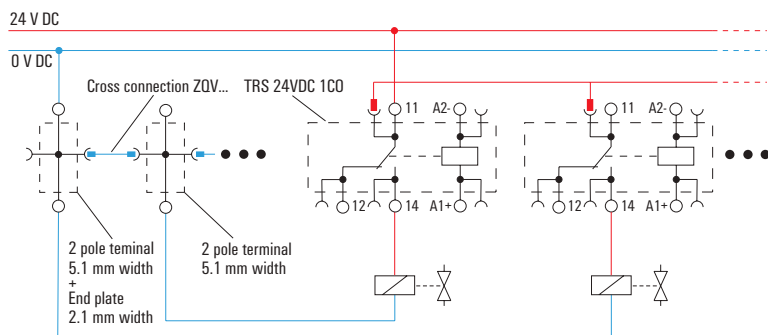 24 V DC
0 V DC
Cross connection ZQV...
TRS 24VDC 1CO
11
A2-
11
A2-
12
14
A1+
12
14
A1+
2 pole teminal
5.1 mm width
+
End plate
2.1 mm width
2 pole terminal
5.1 mm width